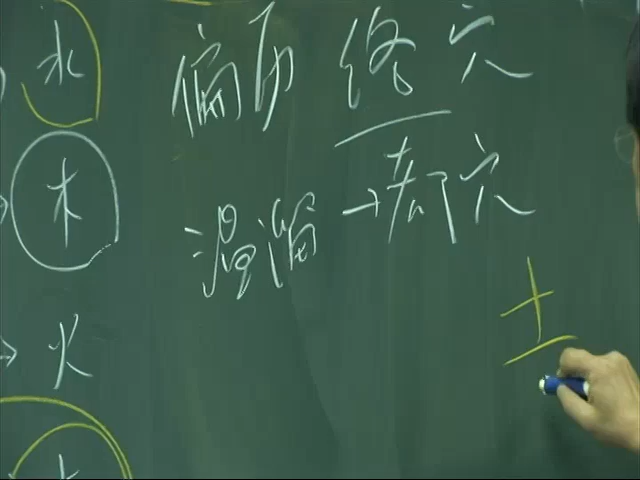 水 偏历 络穴
木 温溜 → 郄穴
→ 火
土